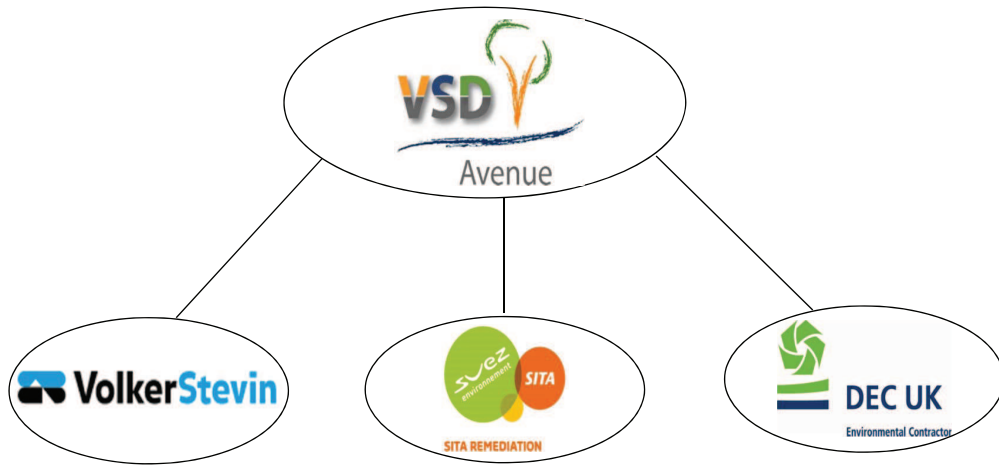 VSD
Avenue
VolkerStevin
suez
environnement
SITA
SITA REMEDIATION
DEC UK
Environmental Contractor